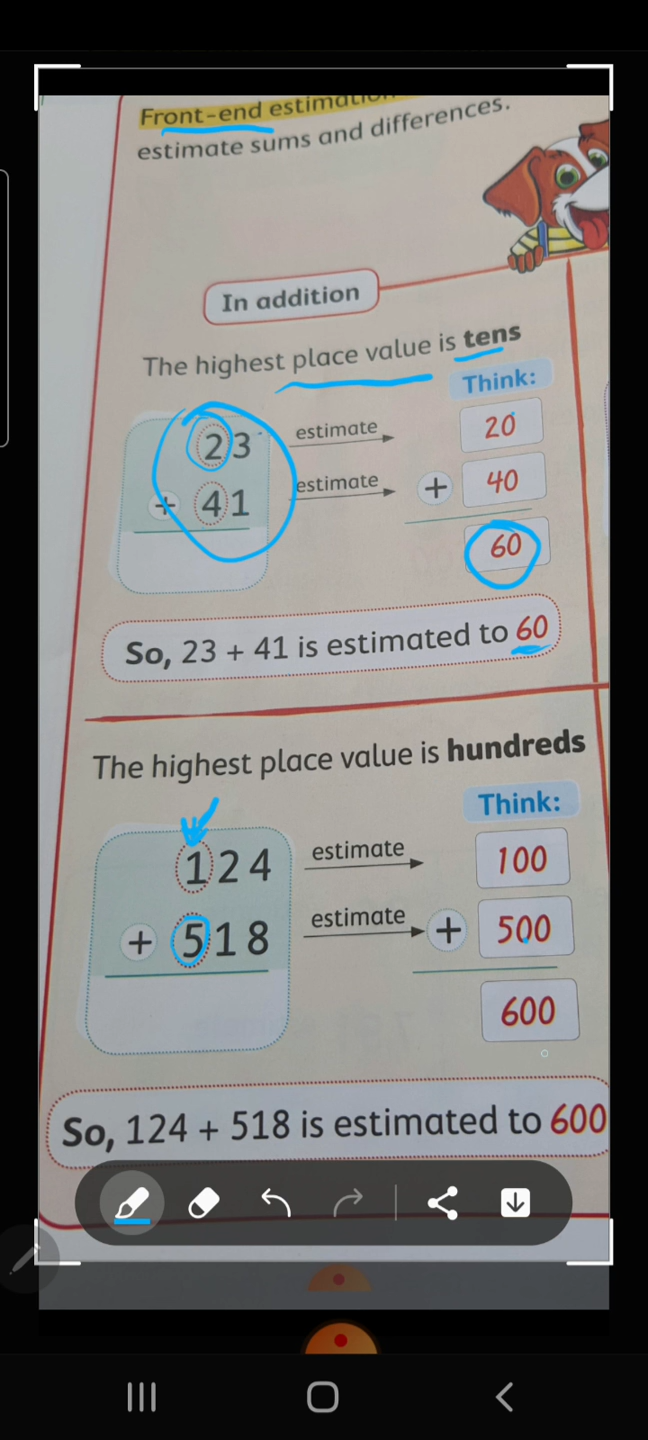 Front-end estimation
estimate sums and differences.
In addition
The highest place value is tens
Think:
23 estimate 20
+ 41 estimate + 40
60
So, 23 + 41 is estimated to 60
The highest place value is hundreds
Think:
124 estimate 100
+ 518 estimate + 500
600
So, 124 + 518 is estimated to 600